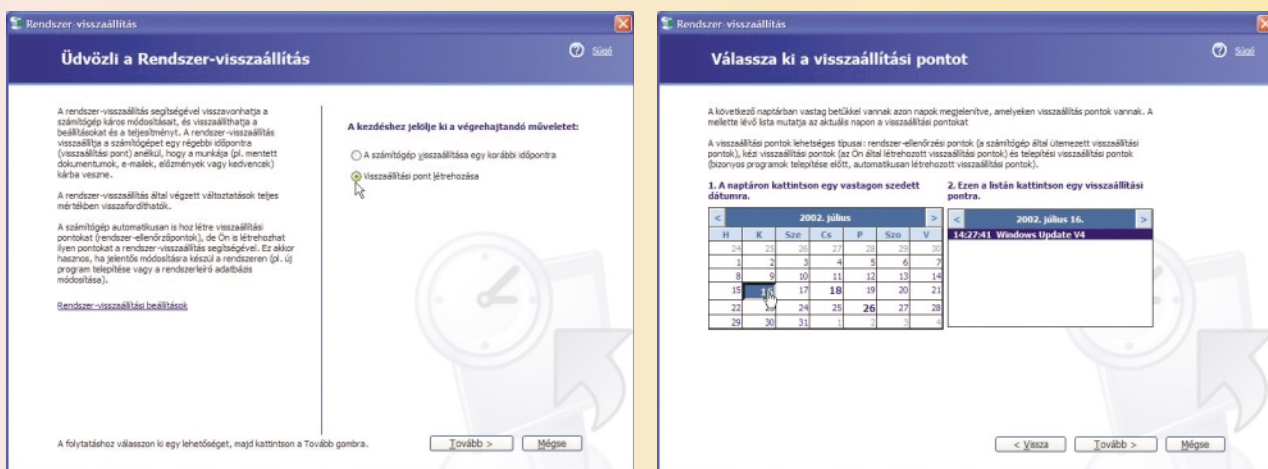 Rendszer-visszaállítás
Üdvözli a Rendszer-visszaállítás
Súgó
A rendszer-visszaállítás segítségével visszavonhatja a
számítógép káros módosításait, és visszaállíthatja a
beállításokat és a teljesítményt. A rendszer-visszaállítás
visszaállítja a számítógépet egy régebbi időpontra
(visszaállítási pont) anélkül, hogy a munkája (pl. mentett
dokumentumok, e-mailek, előzmények vagy kedvencek)
kárba veszne.
A rendszer-visszaállítás által végzett változtatások teljes
mértékben visszafordíthatók.
A számítógép automatikusan is hoz létre visszaállítási
pontokat (rendszer-ellenőrzőpontok), de Ön is létrehozhat
ilyen pontokat a rendszer-visszaállítás segítségével. Ez akkor
hasznos, ha jelentős módosításra készül a rendszeren (pl. új
program telepítése vagy a rendszerleíró adatbázis
módosítása).
Rendszer-visszaállítási beállítások
A kezdéshez jelölje ki a végrehajtandó műveletet:
A számítógép visszaállítása egy korábbi időpontra
Visszaállítási pont létrehozása
A folytatáshoz válasszon ki egy lehetőséget, majd kattintson a Tovább gombra.
Tovább >
Mégse
Rendszer-visszaállítás
Válassza ki a visszaállítási pontot
Súgó
A következő naptárban vastag betűkkel vannak azon napok megjelenítve, amelyeken visszaállítás pontok vannak. A
mellette lévő lista mutatja az aktuális napon a visszaállítási pontokat
A visszaállítási pontok lehetséges típusai: rendszer-ellenőrzési pontok (a számítógép által ütemezett visszaállítási
pontok), kézi visszaállítás pontok (az Ön által létrehozott visszaállítás pontok) és telepítési visszaállítás pontok
(bizonyos programok telepítése előtt, automatikusan létrehozott visszaállítás pontok).
1. A naptáron kattintson egy vastagon szedett
dátumra.
< 2002. július >
H K Sze Cs P Szo V
24 25 26 27 28 29 30
1 2 3 4 5 6 7
8 9 10 11 12 13 14
15 16 17 18 19 20 21
22 23 24 25 26 27 28
29 30 31 1 2 3 4
2. Ezen a listán kattintson egy visszaállítási
pontra.
< 2002. július 16. >
14:27:41 Windows Update V4
< Vissza
Tovább >
Mégse